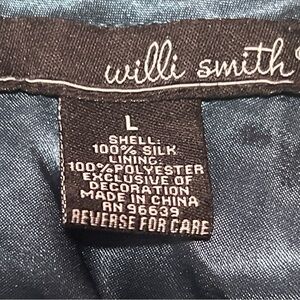 willi smith
L
SHELL:
100% SILK
LINING:
100% POLYESTER
EXCLUSIVE OF
DECORATION
MADE IN CHINA
RN 96639
REVERSE FOR CARE